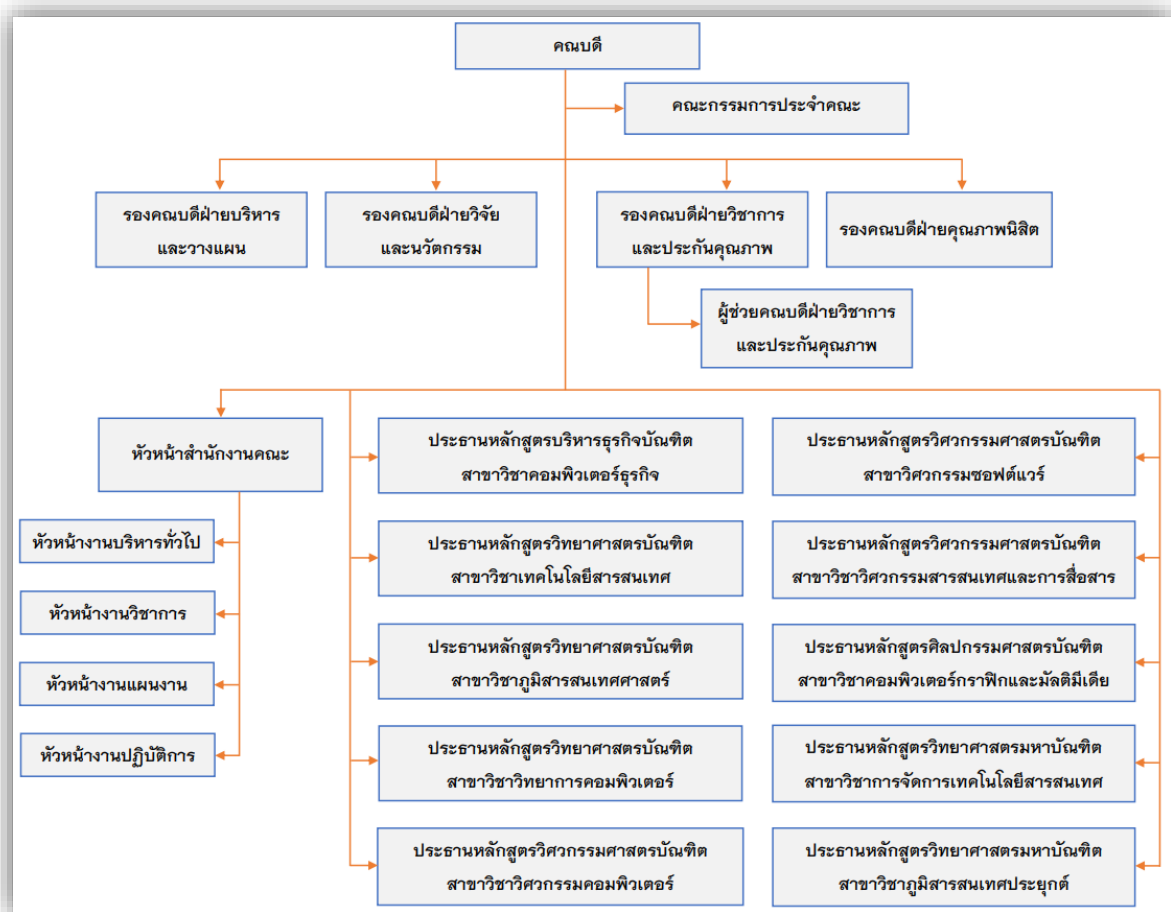 คณบดี
คณะกรรมการประจำคณะ
รองคณบดีฝ่ายบริหาร
และวางแผน
รองคณบดีฝ่ายวิจัย
และนวัตกรรม
รองคณบดีฝ่ายวิชาการ
และประกันคุณภาพ
รองคณบดีฝ่ายคุณภาพนิสิต
ผู้ช่วยคณบดีฝ่ายวิชาการ
และประกันคุณภาพ
หัวหน้าสำนักงานคณะ
หัวหน้างานบริหารทั่วไป
หัวหน้างานวิชาการ
หัวหน้างานแผนงาน
หัวหน้างานปฏิบัติการ
ประธานหลักสูตรบริหารธุรกิจบัณฑิต
สาขาวิชาคอมพิวเตอร์ธุรกิจ
ประธานหลักสูตรวิทยาศาสตรบัณฑิต
สาขาวิชาเทคโนโลยีสารสนเทศ
ประธานหลักสูตรวิทยาศาสตรบัณฑิต
สาขาวิชาภูมิสารสนเทศศาสตร์
ประธานหลักสูตรวิทยาศาสตรบัณฑิต
สาขาวิชาวิทยาการคอมพิวเตอร์
ประธานหลักสูตรวิศวกรรมศาสตรบัณฑิต
สาขาวิชาวิศวกรรมคอมพิวเตอร์
ประธานหลักสูตรวิศวกรรมศาสตรบัณฑิต
สาขาวิศวกรรมซอฟต์แวร์
ประธานหลักสูตรวิศวกรรมศาสตรบัณฑิต
สาขาวิชาวิศวกรรมสารสนเทศและการสื่อสาร
ประธานหลักสูตรศิลปกรรมศาสตรบัณฑิต
สาขาวิชาคอมพิวเตอร์กราฟิกและมัลติมีเดีย
ประธานหลักสูตรวิทยาศาสตรมหาบัณฑิต
สาขาวิชาการจัดการเทคโนโลยีสารสนเทศ
ประธานหลักสูตรวิทยาศาสตรมหาบัณฑิต
สาขาวิชาภูมิสารสนเทศประยุกต์